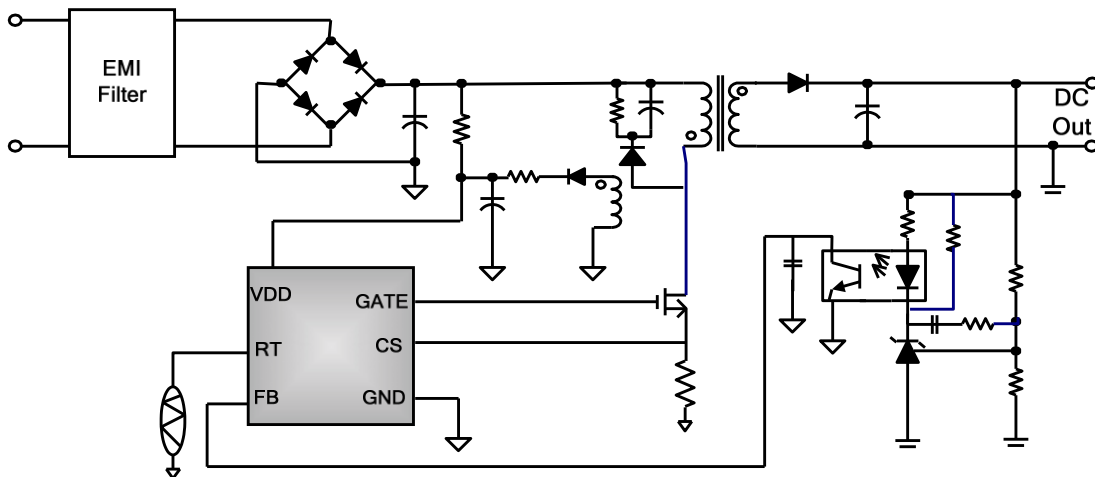 EMI
Filter
DC
Out
VDD
GATE
RT
CS
FB
GND